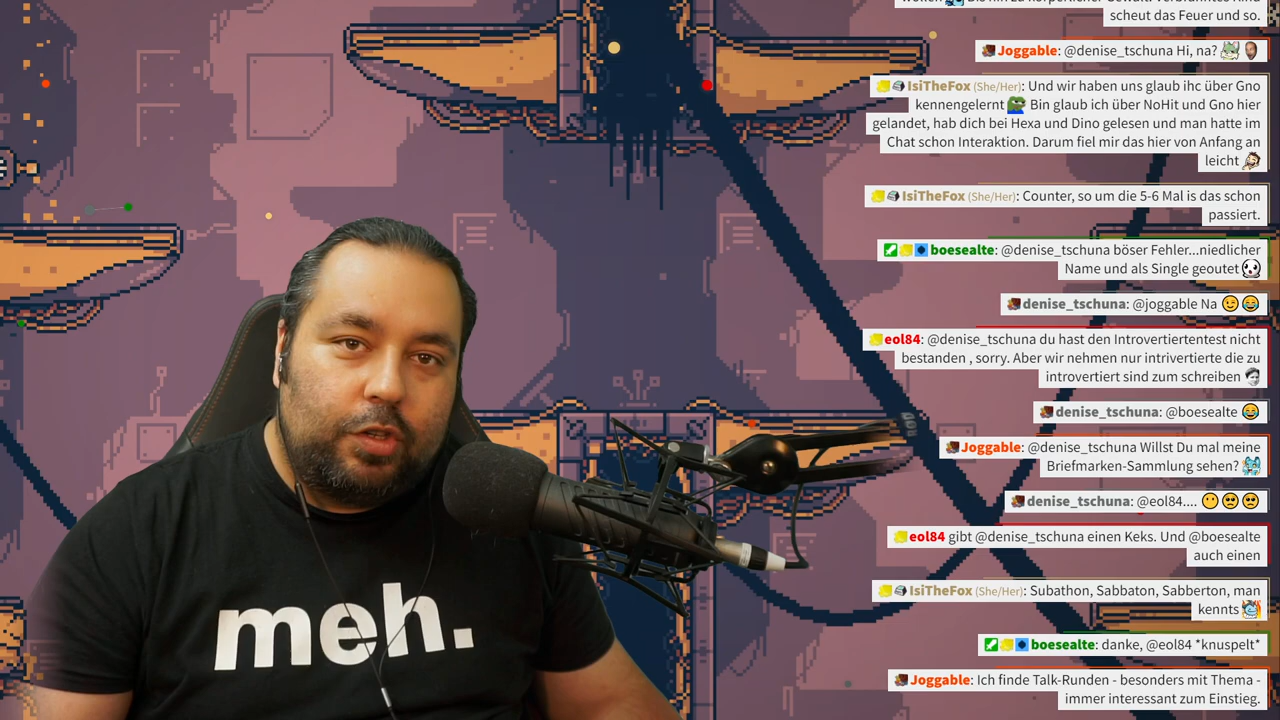 scheut das Feuer und so.
Joggable: @denise_tschuna Hi, na?
IsiTheFox (She/Her): Und wir haben uns glaub ihc über Gno
kennengelernt Bin glaub ich über NoHit und Gno hier
gelandet, hab dich bei Hexa und Dino gelesen und man hatte im
Chat schon Interaktion. Darum fiel mir das hier von Anfang an
leicht
IsiTheFox (She/Her): Counter, so um die 5-6 Mal is das schon
passiert.
boesealte: @denise_tschuna böser Fehler...niedlicher
Name und als Single geoutet
denise_tschuna: @joggable Na
eol84: @denise_tschuna du hast den Introvertiertentest nicht
bestanden , sorry. Aber wir nehmen nur intrivertierte die zu
introvertiert sind zum schreiben
denise_tschuna: @boesealte
Joggable: @denise_tschuna Willst Du mal meine
Briefmarken-Sammlung sehen?
denise_tschuna: @eol84....
eol84 gibt @denise_tschuna einen Keks. Und @boesealte
auch einen
IsiTheFox (She/Her): Subathon, Sabbaton, Sabberton, man
kennts
boesealte: danke, @eol84 *knuspelt*
Joggable: Ich finde Talk-Runden - besonders mit Thema -
immer interessant zum Einstieg.
meh.